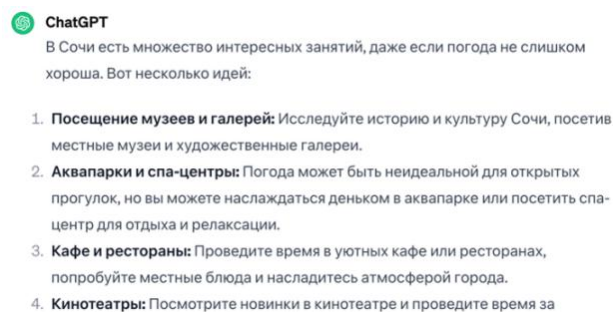 ChatGPT
В Сочи есть множество интересных занятий, даже если погода не слишком
хороша. Вот несколько идей:
1. Посещение музеев и галерей: Исследуйте историю и культуру Сочи, посетив
местные музеи и художественные галереи.
2. Аквапарки и спа-центры: Погода может быть неидеальной для открытых
прогулок, но вы можете наслаждаться деньком в аквапарке или посетить спа-
центр для отдыха и релаксации.
3. Кафе и рестораны: Проведите время в уютных кафе или ресторанах,
попробуйте местные блюда и насладитесь атмосферой города.
4. Кинотеатры: Посмотрите новинки в кинотеатре и проведите время за